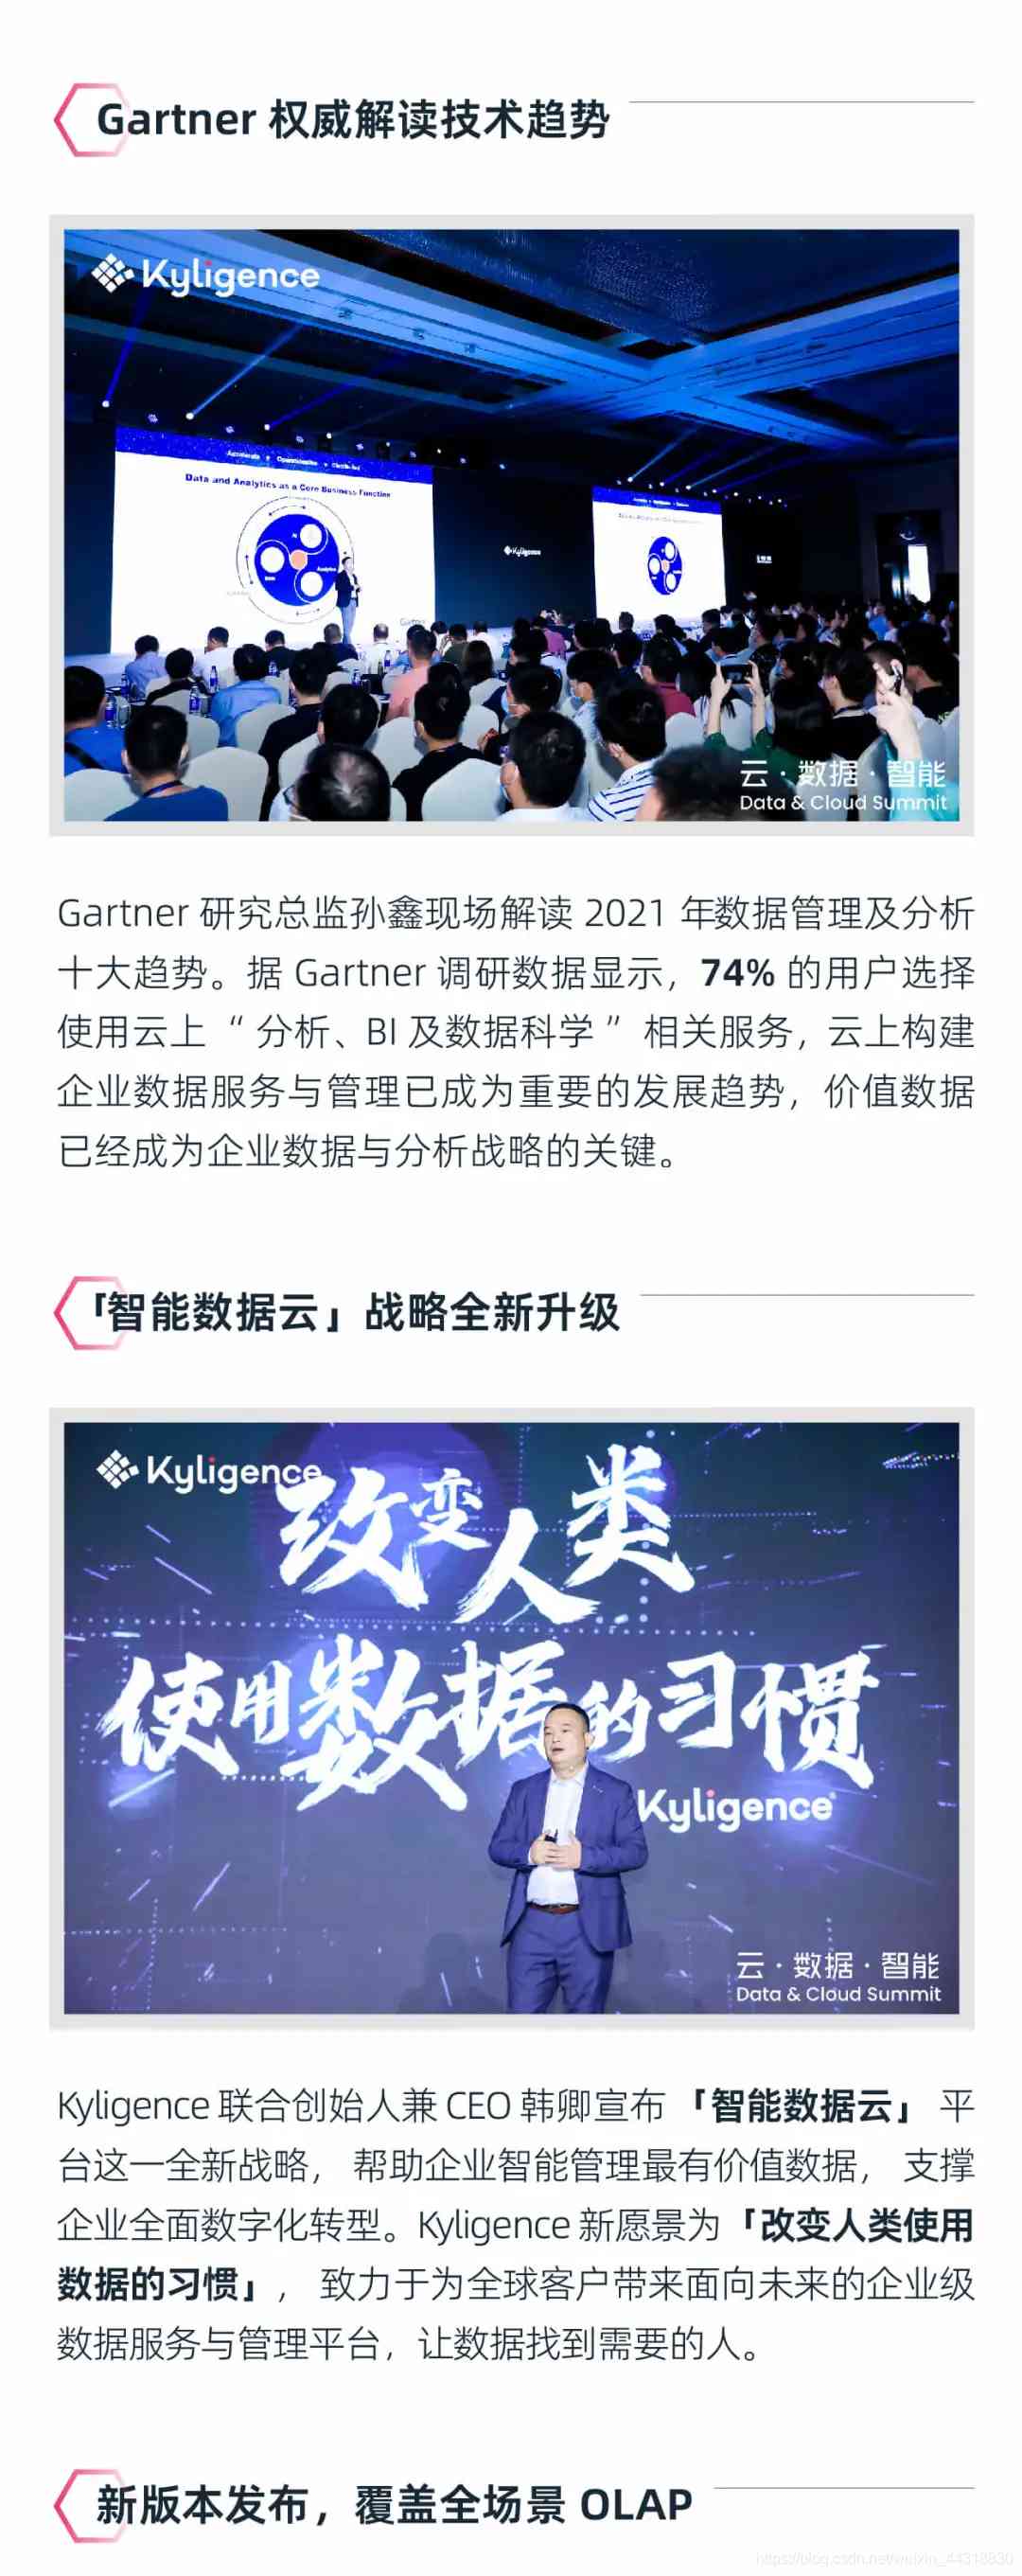 Gartner 权威解读技术趋势
Kyligence
Data and Analytics as a Core Business Function
AI
Analytics
Data
Gartner
Kyligence
云·数据·智能
Data & Cloud Summit
Gartner 研究总监孙鑫现场解读 2021 年数据管理及分析
十大趋势。据 Gartner 调研数据显示，74% 的用户选择
使用云上 “ 分析、BI 及数据科学 ” 相关服务，云上构建
企业数据服务与管理已成为重要的发展趋势，价值数据
已经成为企业数据与分析战略的关键。
「智能数据云」战略全新升级
Kyligence
改变人类
使用数据的习惯
Kyligence
云·数据·智能
Data & Cloud Summit
Kyligence 联合创始人兼 CEO 韩卿宣布 「智能数据云」 平
台这一全新战略， 帮助企业智能管理最有价值数据， 支撑
企业全面数字化转型。Kyligence 新愿景为「改变人类使用
数据的习惯」， 致力于为全球客户带来面向未来的企业级
数据服务与管理平台，让数据找到需要的人。
新版本发布，覆盖全场景 OLAP
https://blog.csdn.net/weixin_44318830